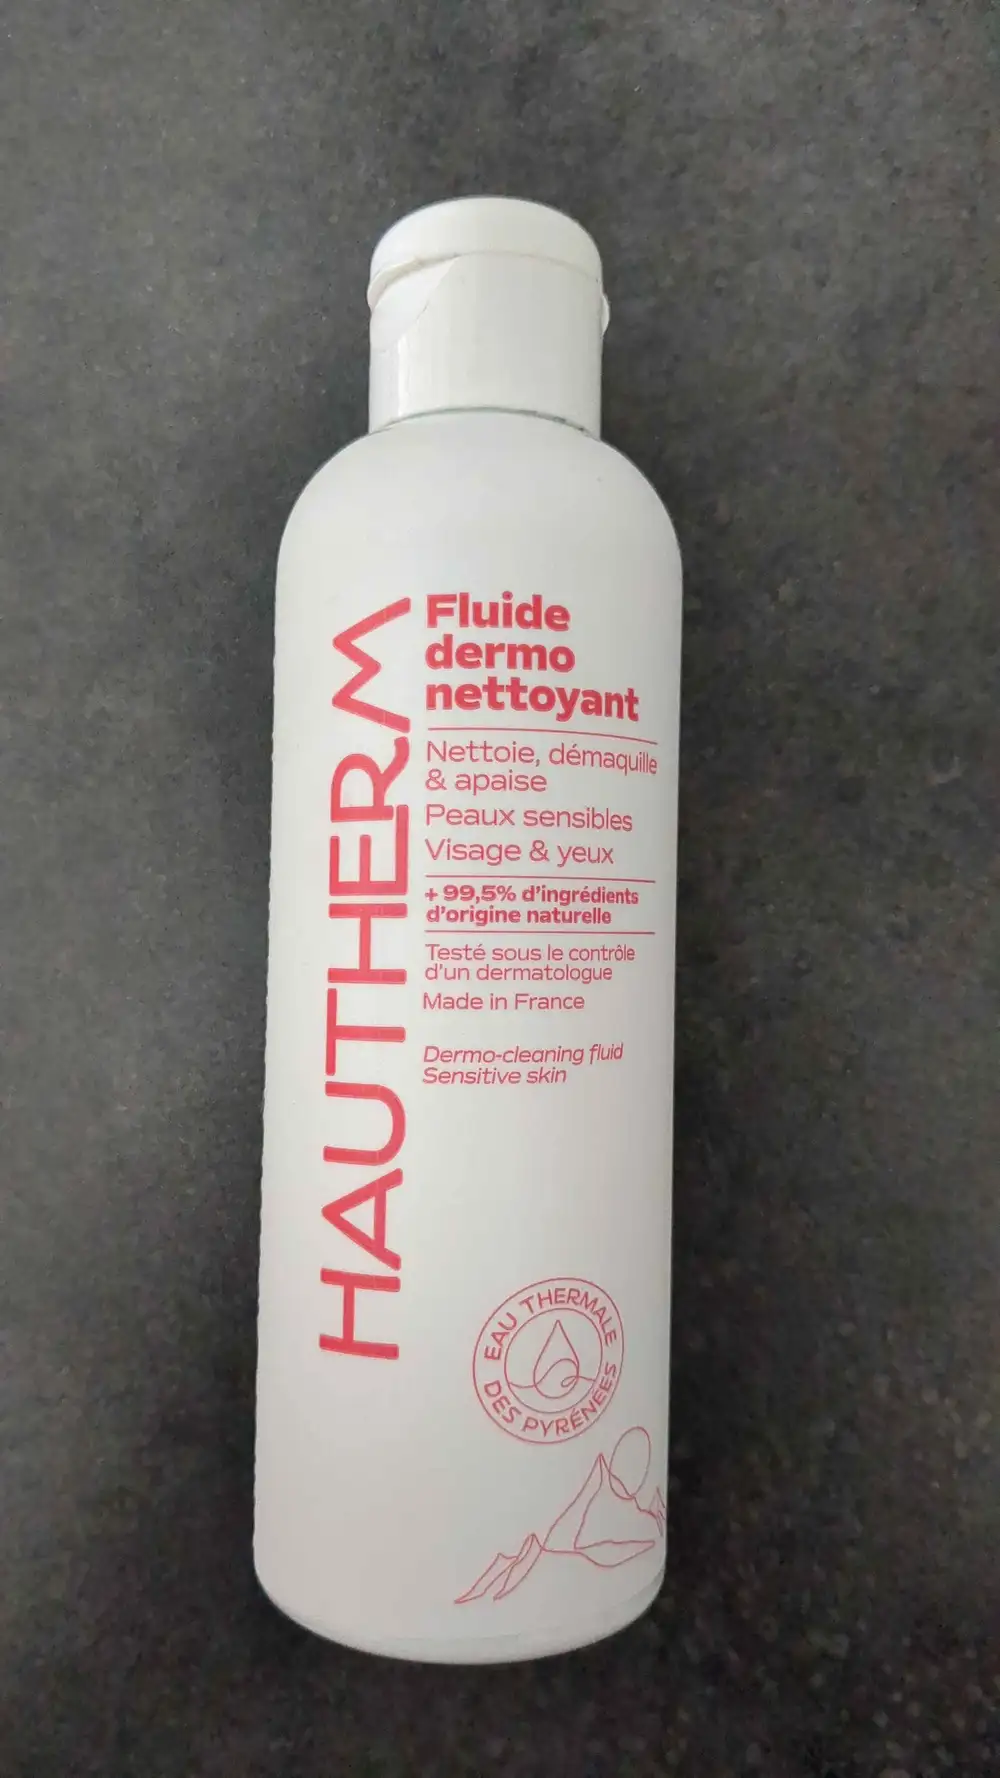 HAUTHERM
Fluide
dermo
nettoyant
Nettoie, démaquille
& apaise
Peaux sensibles
Visage & yeux
+ 99,5% d'ingrédients
d'origine naturelle
Testé sous le contrôle
d'un dermatologue
Made in France
Dermo-cleaning fluid
Sensitive skin
EAU THERMALE
DES PYRÉNÉES